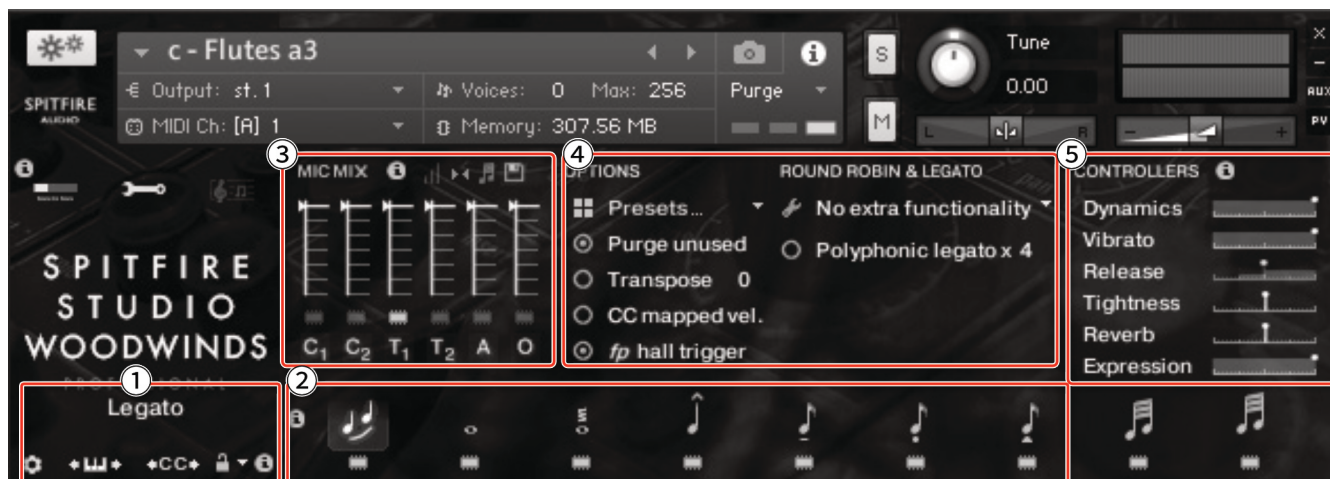 c - Flutes a3
Output: st.1
Voices: 0 Max: 256
Purge
MIDI Ch: [A] 1
Memory: 307.56 MB
SPITFIRE
AUDIO
S
M
Tune
0.00
L
R
-
+
×
-
AUX
PV
i
③
MIC MIX i
C1 C2 T1 T2 A O
④
OPTIONS
Presets...
Purge unused
Transpose 0
CC mapped vel.
fp hall trigger
ROUND ROBIN & LEGATO
No extra functionality
Polyphonic legato x 4
⑤
CONTROLLERS i
Dynamics
Vibrato
Release
Tightness
Reverb
Expression
SPITFIRE
STUDIO
WOODWINDS
PROFESSIONAL
①
Legato
CC
i
②
i